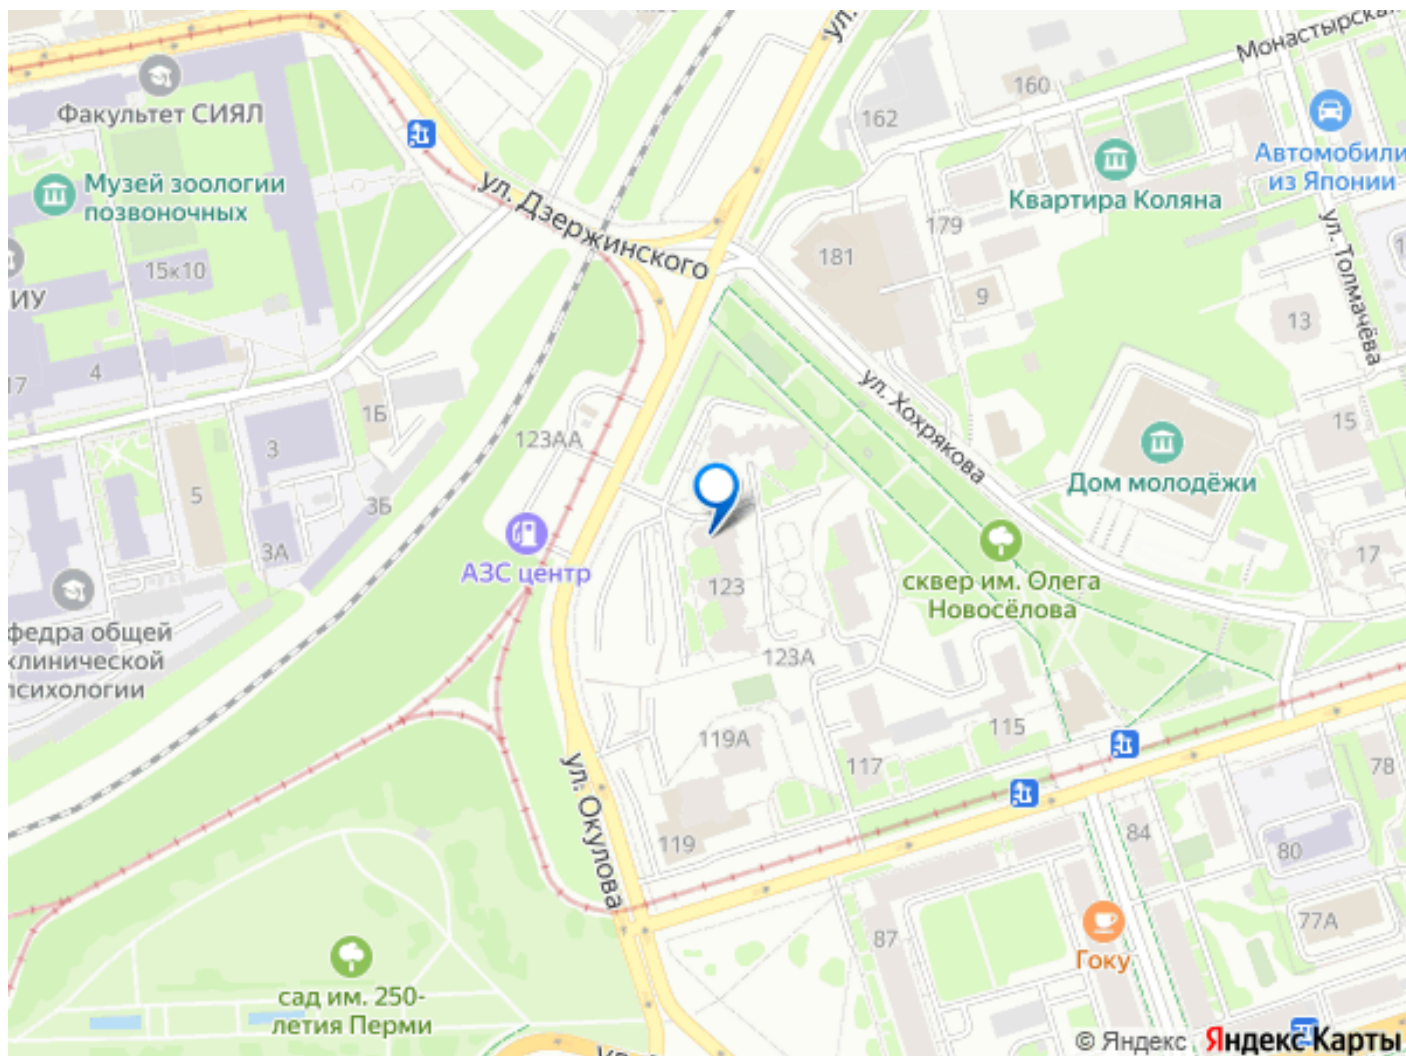 ул.
Монастырская
160
162
Факультет СИЯЛ
Автомобили
из Японии
Музей зоологии
позвоночных
ул. Дзержинского
Квартира Коляна
179
ул. Толмачёва
181
15к10
ИУ
9
13
17
4
1Б
ул. Хохрякова
15
3
123АА
Дом молодёжи
5
3Б
3А
АЗС центр
17
123
сквер им. Олега
Новосёлова
федра общей
клинической
психологии
123А
115
119А
117
78
ул. Окулова
119
84
80
77А
87
Гоку
сад им. 250-
летия Перми
© Яндекс Яндекс Карты